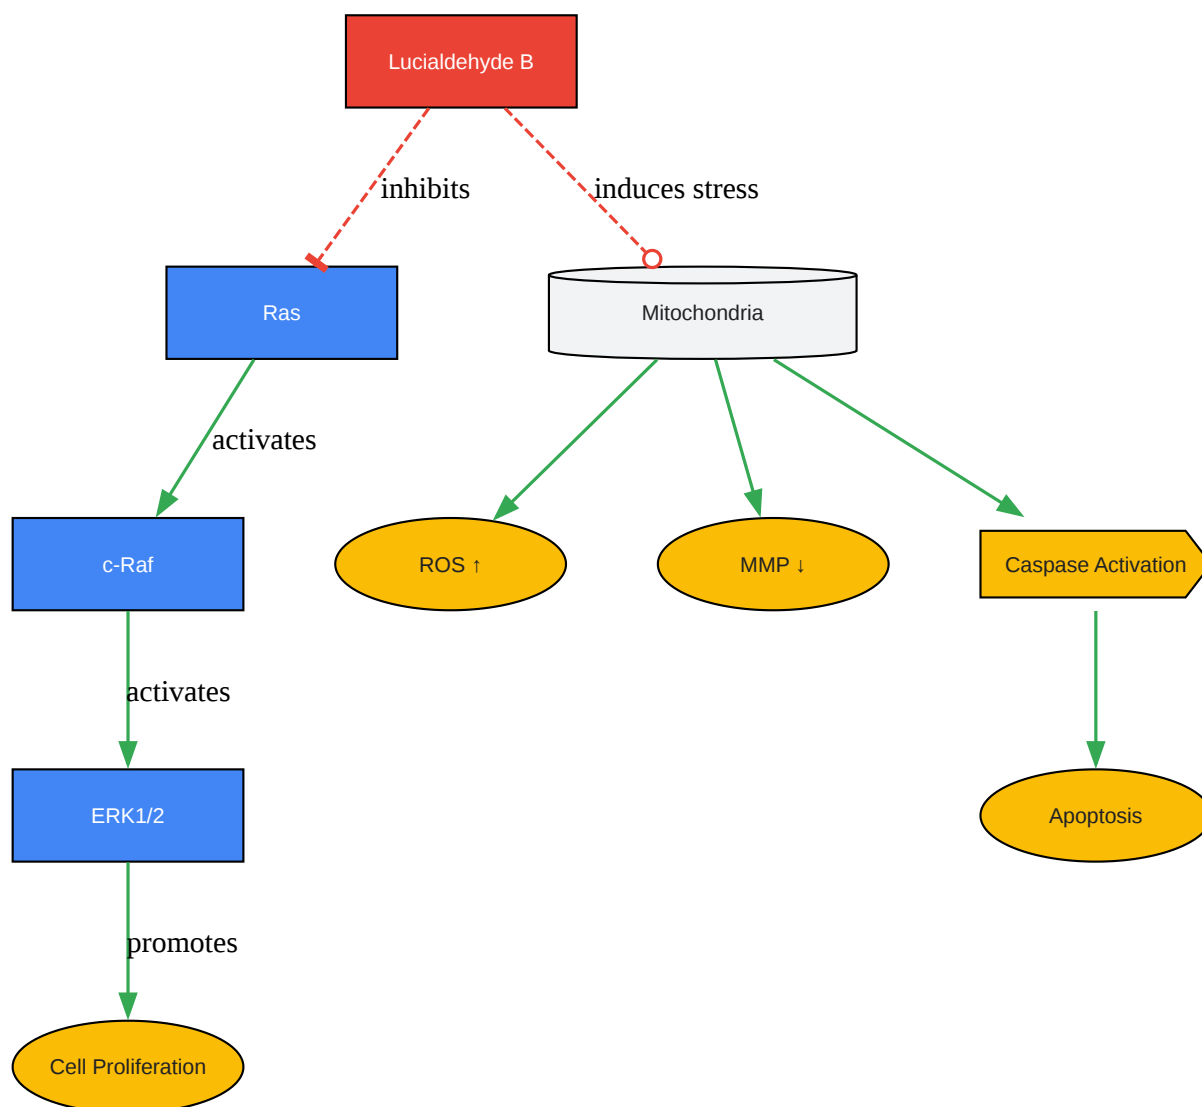 Lucialdehyde B
inhibits
induces stress
Ras
Mitochondria
activates
c-Raf
ROS ↑
MMP ↓
Caspase Activation
activates
ERK1/2
Apoptosis
promotes
Cell Proliferation